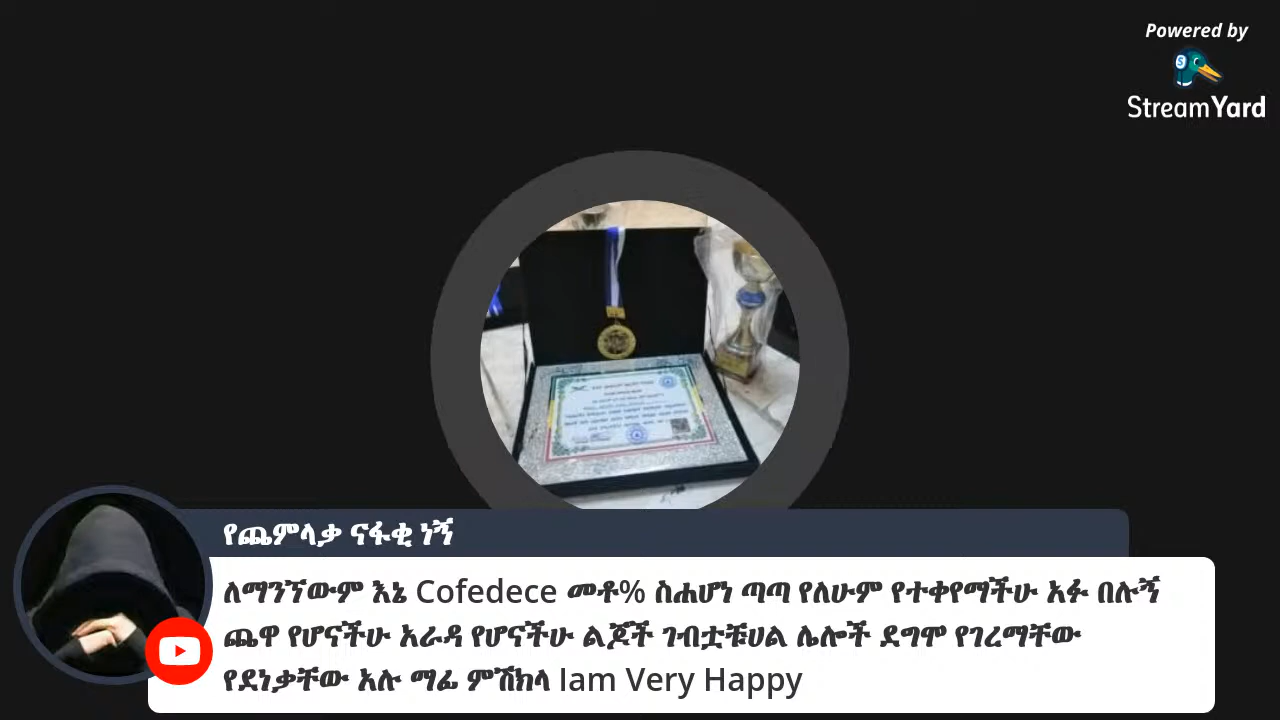 Powered by
StreamYard
የጨምላቃ ናፋቂ ነኝ
ለማንኘውም እኔ Cofedece መቶ% ስሐሆነ ጣጣ የለሁም የተቀየማችሁ አፉ በሉኝ
ጨዋ የሆናችሁ አራዳ የሆናችሁ ልጆች ገብቷቹሀል ሌሎች ደግሞ የገረማቸው
የደነቃቸው አሉ ማፊ ምሽክላ Iam Very Happy